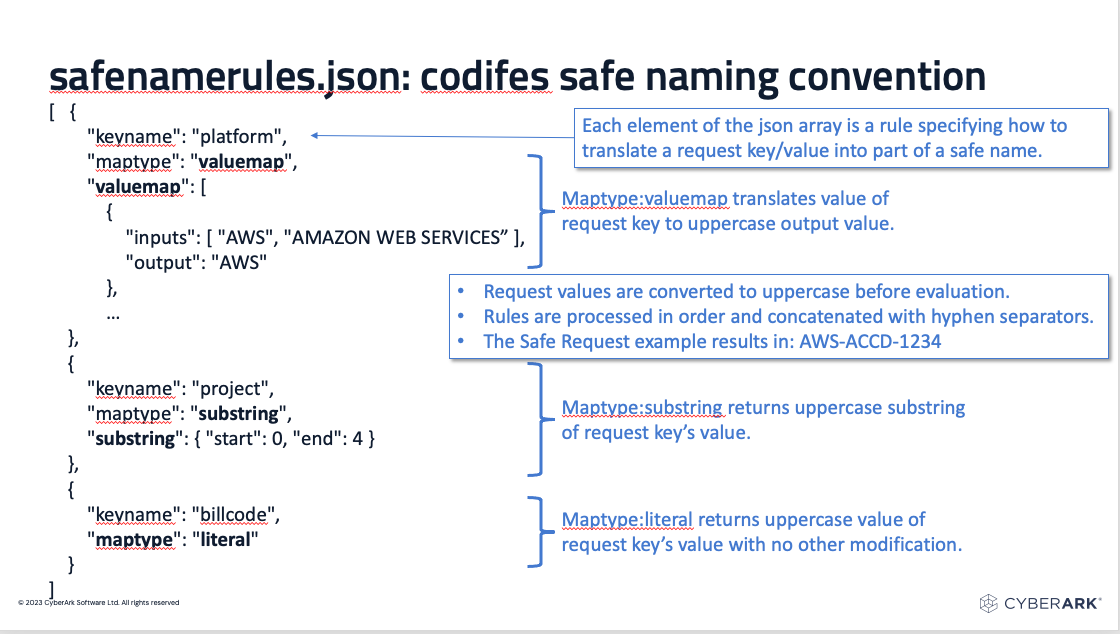 safenamerules.json: codifes safe naming convention
[ {
"keyname": "platform",
"maptype": "valuemap",
"valuemap": [
{
"inputs": [ "AWS", "AMAZON WEB SERVICES” ],
"output": "AWS"
},
...
},
{
"keyname": "project",
"maptype": "substring",
"substring": { "start": 0, "end": 4 }
},
{
"keyname": "billcode",
"maptype": "literal"
}
]
Each element of the json array is a rule specifying how to
translate a request key/value into part of a safe name.
Maptype:valuemap translates value of
request key to uppercase output value.
• Request values are converted to uppercase before evaluation.
• Rules are processed in order and concatenated with hyphen separators.
• The Safe Request example results in: AWS-ACCD-1234
Maptype:substring returns uppercase substring
of request key’s value.
Maptype:literal returns uppercase value of
request key’s value with no other modification.
© 2023 CyberArk Software Ltd. All rights reserved
CYBERARK®